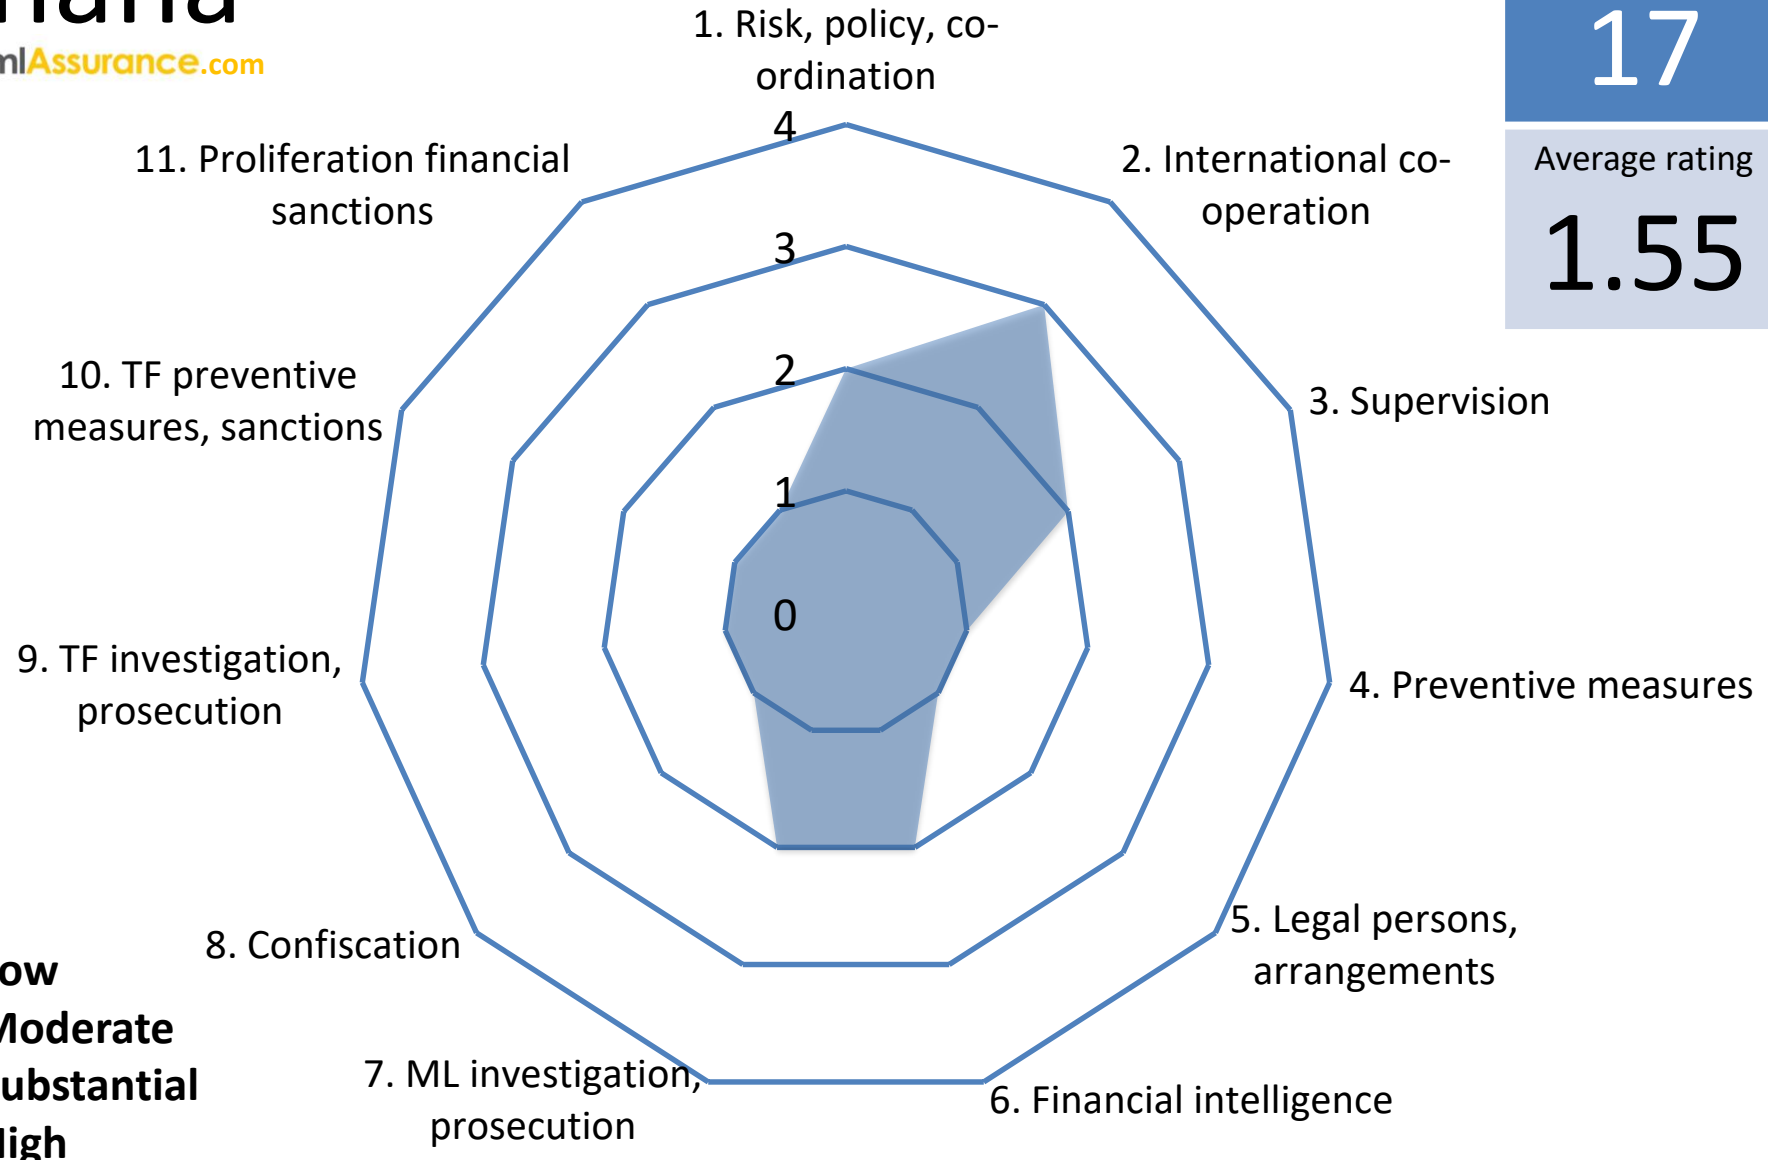 mlAssurance.com
17
Average rating
1.55
1. Risk, policy, co-
ordination
2. International co-
operation
3. Supervision
4. Preventive measures
5. Legal persons,
arrangements
6. Financial intelligence
7. ML investigation,
prosecution
8. Confiscation
9. TF investigation,
prosecution
10. TF preventive
measures, sanctions
11. Proliferation financial
sanctions
4
3
2
1
0
ow
Moderate
ubstantial
High